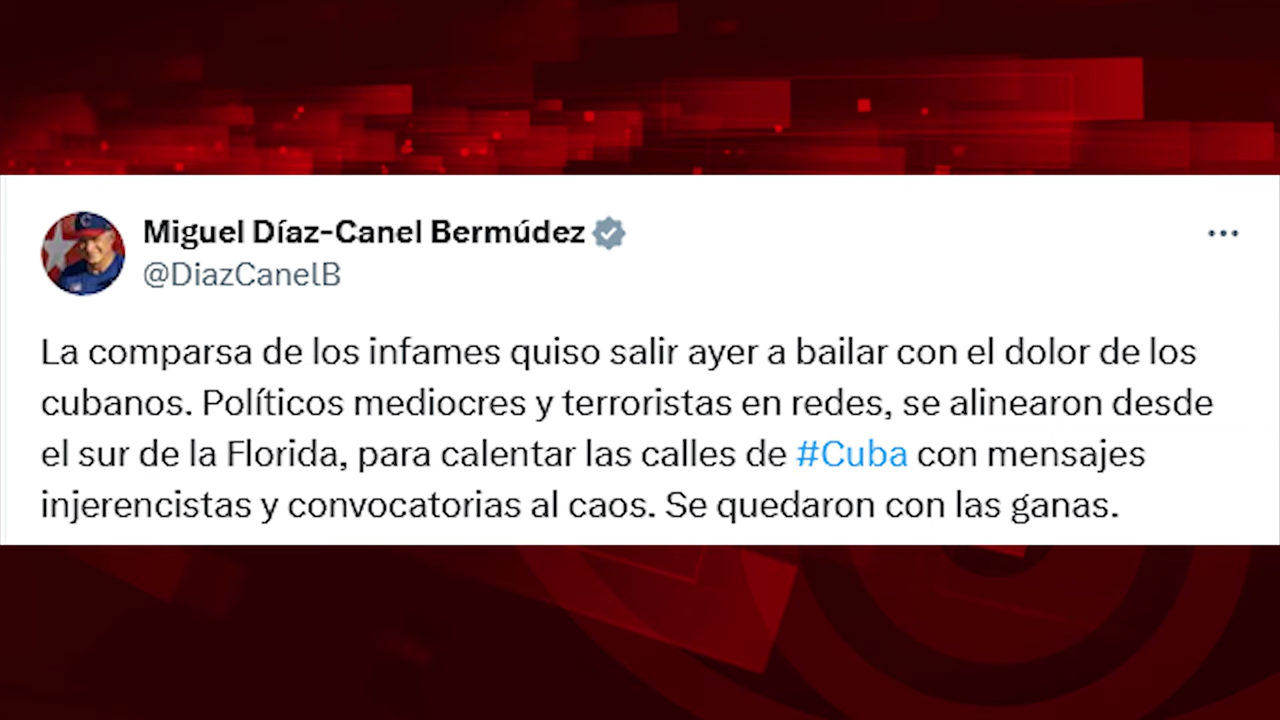 Miguel Díaz-Canel Bermúdez
@DiazCanelB
La comparsa de los infames quiso salir ayer a bailar con el dolor de los
cubanos. Políticos mediocres y terroristas en redes, se alinearon desde
el sur de la Florida, para calentar las calles de #Cuba con mensajes
injerencistas y convocatorias al caos. Se quedaron con las ganas.